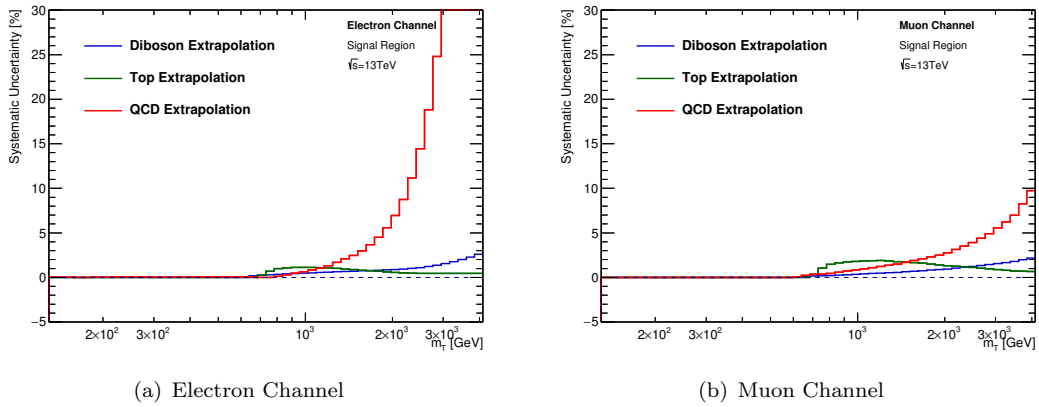 Systematic Uncertainty [%]
30
25
20
15
10
5
0
−5
Electron Channel
Signal Region
√s=13TeV
Diboson Extrapolation
Top Extrapolation
QCD Extrapolation
2×10² 3×10² 10³ 2×10³ 3×10³
m_T [GeV]
(a) Electron Channel
Systematic Uncertainty [%]
30
25
20
15
10
5
0
−5
Muon Channel
Signal Region
√s=13TeV
Diboson Extrapolation
Top Extrapolation
QCD Extrapolation
2×10² 3×10² 10³ 2×10³ 3×10³
m_T [GeV]
(b) Muon Channel